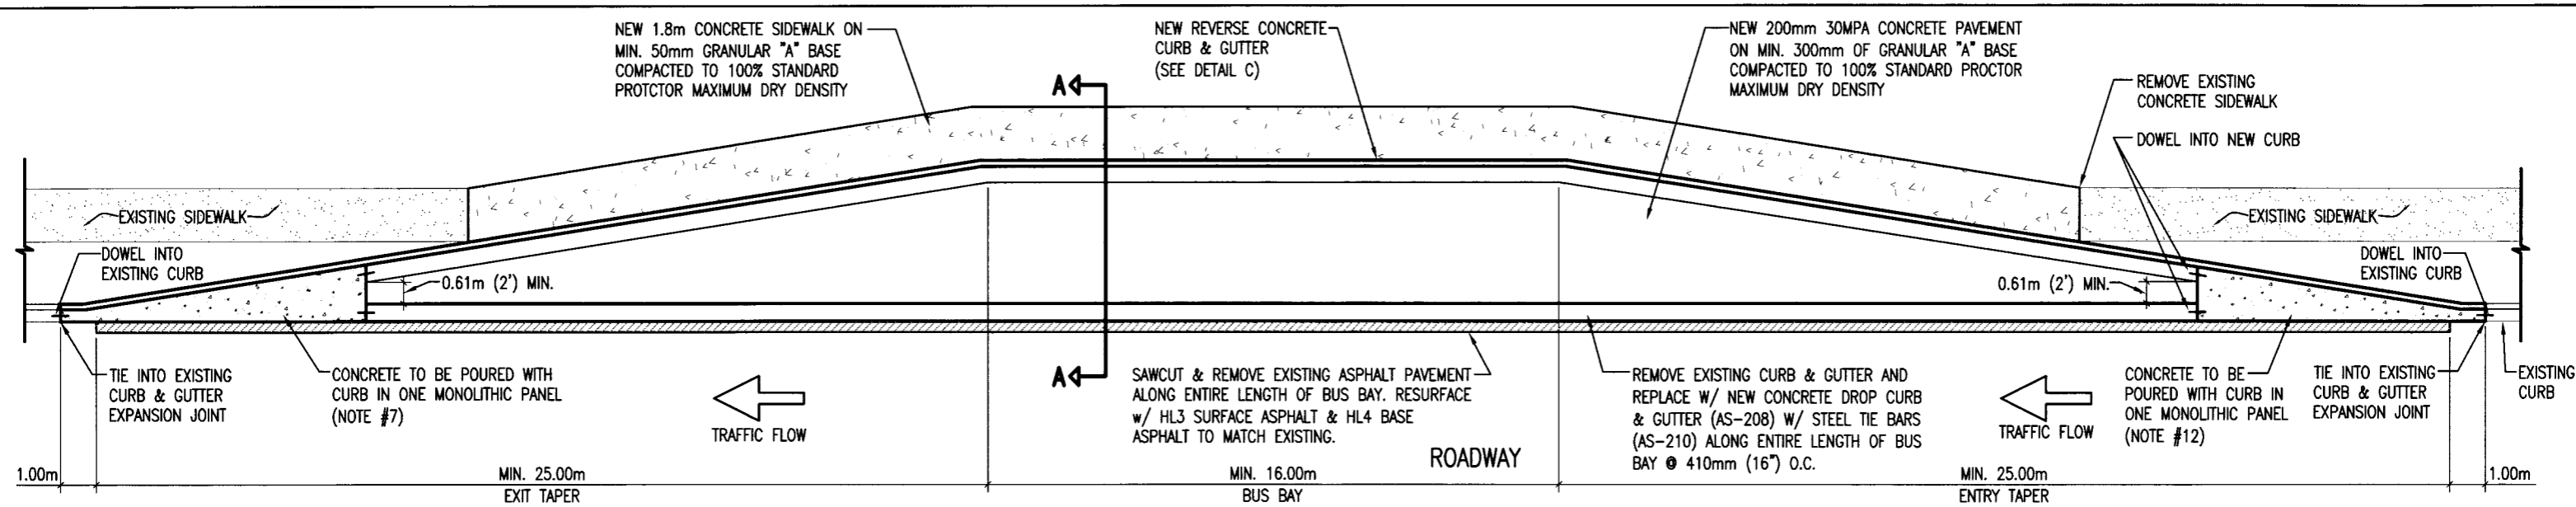 NEW 1.8m CONCRETE SIDEWALK ON
MIN. 50mm GRANULAR "A" BASE
COMPACTED TO 100% STANDARD
PROTCTOR MAXIMUM DRY DENSITY
NEW REVERSE CONCRETE
CURB & GUTTER
(SEE DETAIL C)
NEW 200mm 30MPA CONCRETE PAVEMENT
ON MIN. 300mm OF GRANULAR "A" BASE
COMPACTED TO 100% STANDARD PROCTOR
MAXIMUM DRY DENSITY
REMOVE EXISTING
CONCRETE SIDEWALK
DOWEL INTO NEW CURB
A
EXISTING SIDEWALK
EXISTING SIDEWALK
DOWEL INTO
EXISTING CURB
DOWEL INTO
EXISTING CURB
0.61m (2') MIN.
0.61m (2') MIN.
TIE INTO EXISTING
CURB & GUTTER
EXPANSION JOINT
CONCRETE TO BE POURED WITH
CURB IN ONE MONOLITHIC PANEL
(NOTE #7)
TRAFFIC FLOW
A
SAWCUT & REMOVE EXISTING ASPHALT PAVEMENT
ALONG ENTIRE LENGTH OF BUS BAY. RESURFACE
w/ HL3 SURFACE ASPHALT & HL4 BASE
ASPHALT TO MATCH EXISTING.
ROADWAY
REMOVE EXISTING CURB & GUTTER AND
REPLACE W/ NEW CONCRETE DROP CURB
& GUTTER (AS-208) W/ STEEL TIE BARS
(AS-210) ALONG ENTIRE LENGTH OF BUS
BAY @ 410mm (16") O.C.
TRAFFIC FLOW
CONCRETE TO BE
POURED WITH CURB IN
ONE MONOLITHIC PANEL
(NOTE #12)
TIE INTO EXISTING
CURB & GUTTER
EXPANSION JOINT
EXISTING
CURB
1.00m
MIN. 25.00m
EXIT TAPER
MIN. 16.00m
BUS BAY
MIN. 25.00m
ENTRY TAPER
1.00m